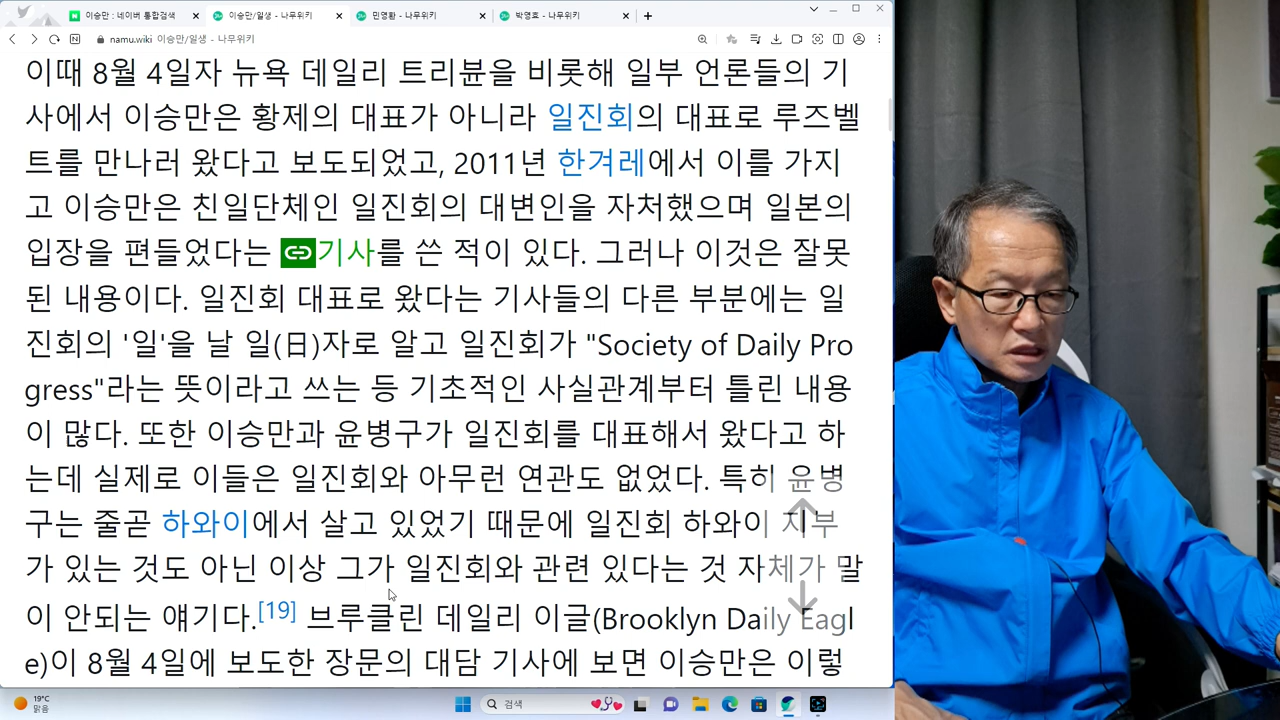 이승만 : 네이버 통합검색
이승만/일생 - 나무위키
민영환 - 나무위키
박영효 - 나무위키
namu.wiki 이승만/일생 - 나무위키
이때 8월 4일자 뉴욕 데일리 트리뷴을 비롯해 일부 언론들의 기
사에서 이승만은 황제의 대표가 아니라 일진회의 대표로 루즈벨
트를 만나러 왔다고 보도되었고, 2011년 한겨레에서 이를 가지
고 이승만은 친일단체인 일진회의 대변인을 자처했으며 일본의
입장을 편들었다는 기사를 쓴 적이 있다. 그러나 이것은 잘못
된 내용이다. 일진회 대표로 왔다는 기사들의 다른 부분에는 일
진회의 '일'을 날 일(日)자로 알고 일진회가 "Society of Daily Pro
gress"라는 뜻이라고 쓰는 등 기초적인 사실관계부터 틀린 내용
이 많다. 또한 이승만과 윤병구가 일진회를 대표해서 왔다고 하
는데 실제로 이들은 일진회와 아무런 연관도 없었다. 특히 윤병
구는 줄곧 하와이에서 살고 있었기 때문에 일진회 하와이 지부
가 있는 것도 아닌 이상 그가 일진회와 관련 있다는 것 자체가 말
이 안되는 얘기다.[19] 브루클린 데일리 이글(Brooklyn Daily Eagl
e)이 8월 4일에 보도한 장문의 대담 기사에 보면 이승만은 이렇
19°C
맑음
검색